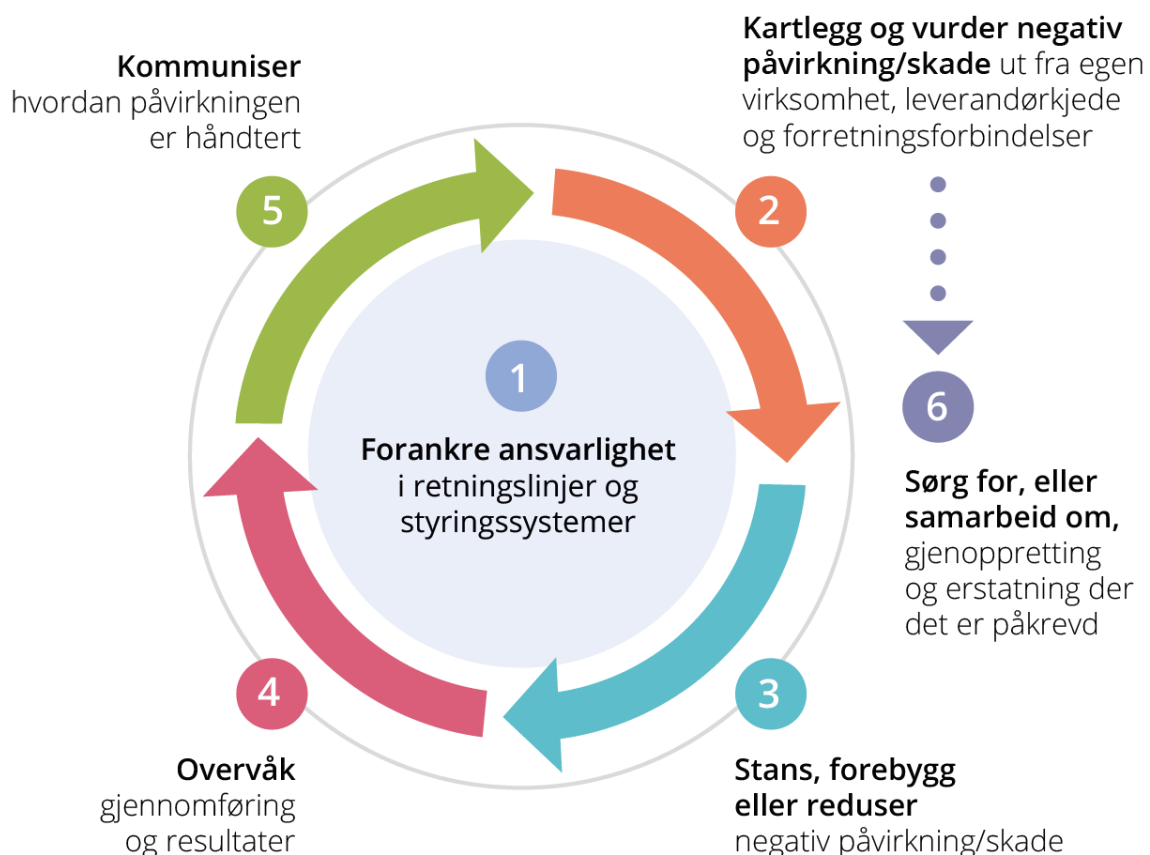 1
Forankre ansvarlighet
i retningslinjer og
styringssystemer
2
Kartlegg og vurder negativ
påvirkning/skade ut fra egen
virksomhet, leverandørkjede
og forretningsforbindelser
3
Stans, forebygg
eller reduser
negativ påvirkning/skade
4
Overvåk
gjennomføring
og resultater
5
Kommuniser
hvordan påvirkningen
er håndtert
6
Sørg for, eller
samarbeid om,
gjenoppretting
og erstatning der
det er påkrevd